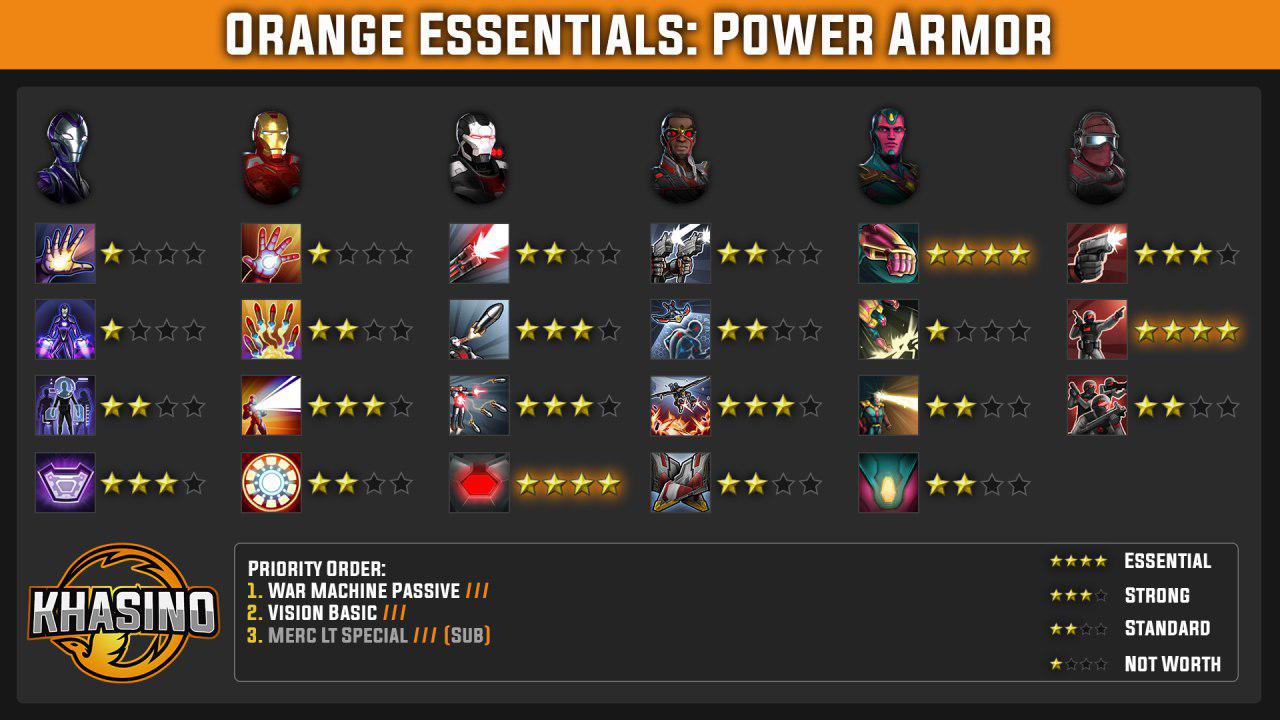 ORANGE ESSENTIALS: POWER ARMOR
KHASINO
PRIORITY ORDER:
1. WAR MACHINE PASSIVE ///
2. VISION BASIC ///
3. MERC LT SPECIAL /// (SUB)
ESSENTIAL
STRONG
STANDARD
NOT WORTH